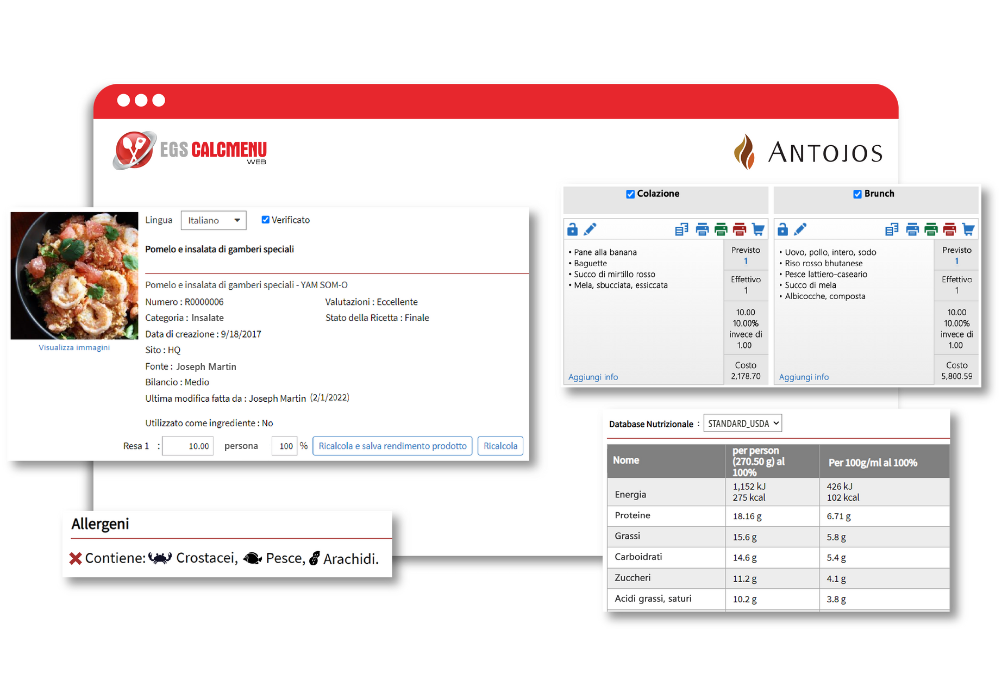 EGS CALCMENU
WEB
ANTOJOS
Lingua Italiano Verificato
Pomelo e insalata di gamberi speciali
Pomelo e insalata di gamberi speciali - YAM SOM-O
Numero : R0000006 Valutazioni : Eccellente
Categoria : Insalate Stato della Ricetta : Finale
Data di creazione : 9/18/2017
Sito : HQ
Fonte : Joseph Martin
Bilancio : Medio
Ultima modifica fatta da : Joseph Martin (2/1/2022)
Utilizzato come ingrediente : No
Resa 1 : 10.00 persona 100 % Ricalcola e salva rendimento prodotto Ricalcola
Visualizza immagini
Colazione
• Pane alla banana
• Baguette
• Succo di mirtillo rosso
• Mela, sbucciata, essiccata
Aggiungi info
Previsto
1
Effettivo
1
10.00
10.00%
invece di
1.00
Costo
2,178.70
Brunch
• Uovo, pollo, intero, sodo
• Riso rosso bhutanese
• Pesce lattiero-caseario
• Succo di mela
• Albicocche, composta
Aggiungi info
Previsto
1
Effettivo
1
10.00
10.00%
invece di
1.00
Costo
5,800.59
Database Nutrizionale : STANDARD_USDA
Nome per person (270.50 g) al 100% Per 100g/ml al 100%
Energia 1,152 kJ 275 kcal 426 kJ 102 kcal
Proteine 18.16 g 6.71 g
Grassi 15.6 g 5.8 g
Carboidrati 14.6 g 5.4 g
Zuccheri 11.2 g 4.1 g
Acidi grassi, saturi 10.2 g 3.8 g
Allergeni
Contiene: Crostacei, Pesce, Arachidi.